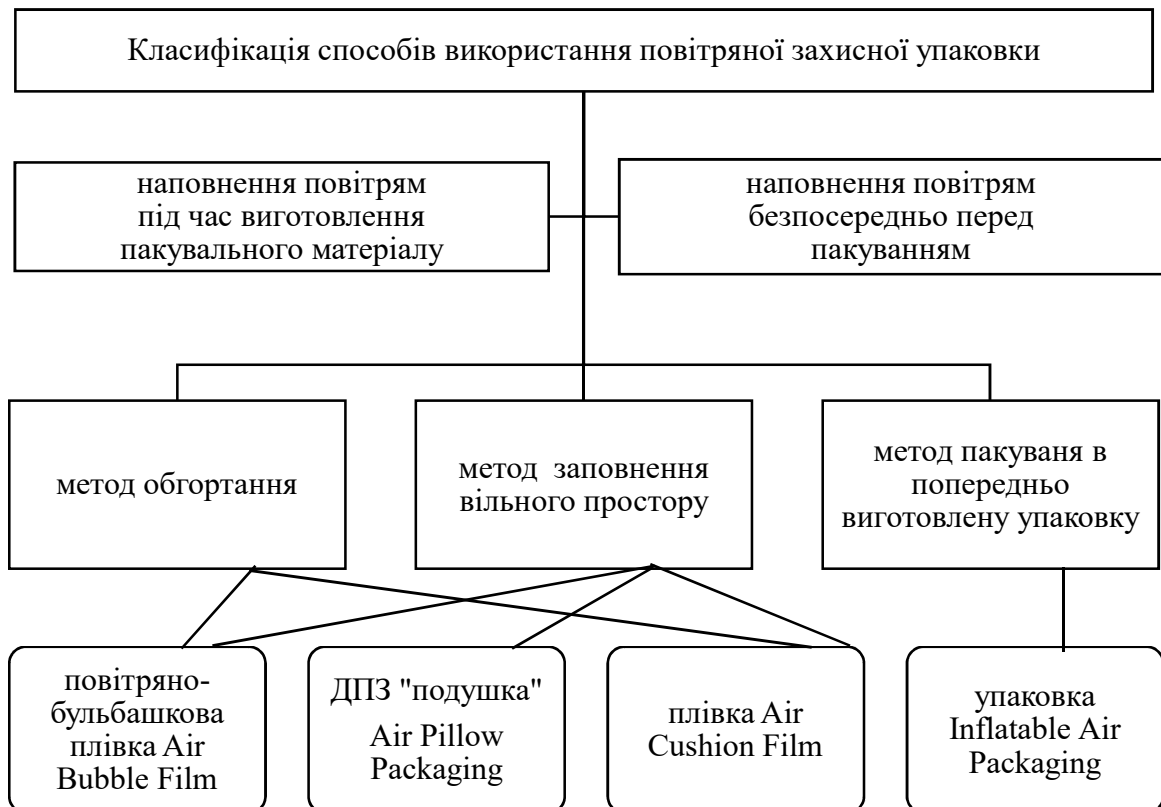 Класифікація способів використання повітряної захисної упаковки
наповнення повітрям
під час виготовлення
пакувального матеріалу
наповнення повітрям
безпосередньо перед
пакуванням
метод обгортання
метод заповнення
вільного простору
метод пакуваня в
попередньо
виготовлену упаковку
повітряно-
бульбашкова
плівка Air
Bubble Film
ДПЗ "подушка"
Air Pillow
Packaging
плівка Air
Cushion Film
упаковка
Inflatable Air
Packaging